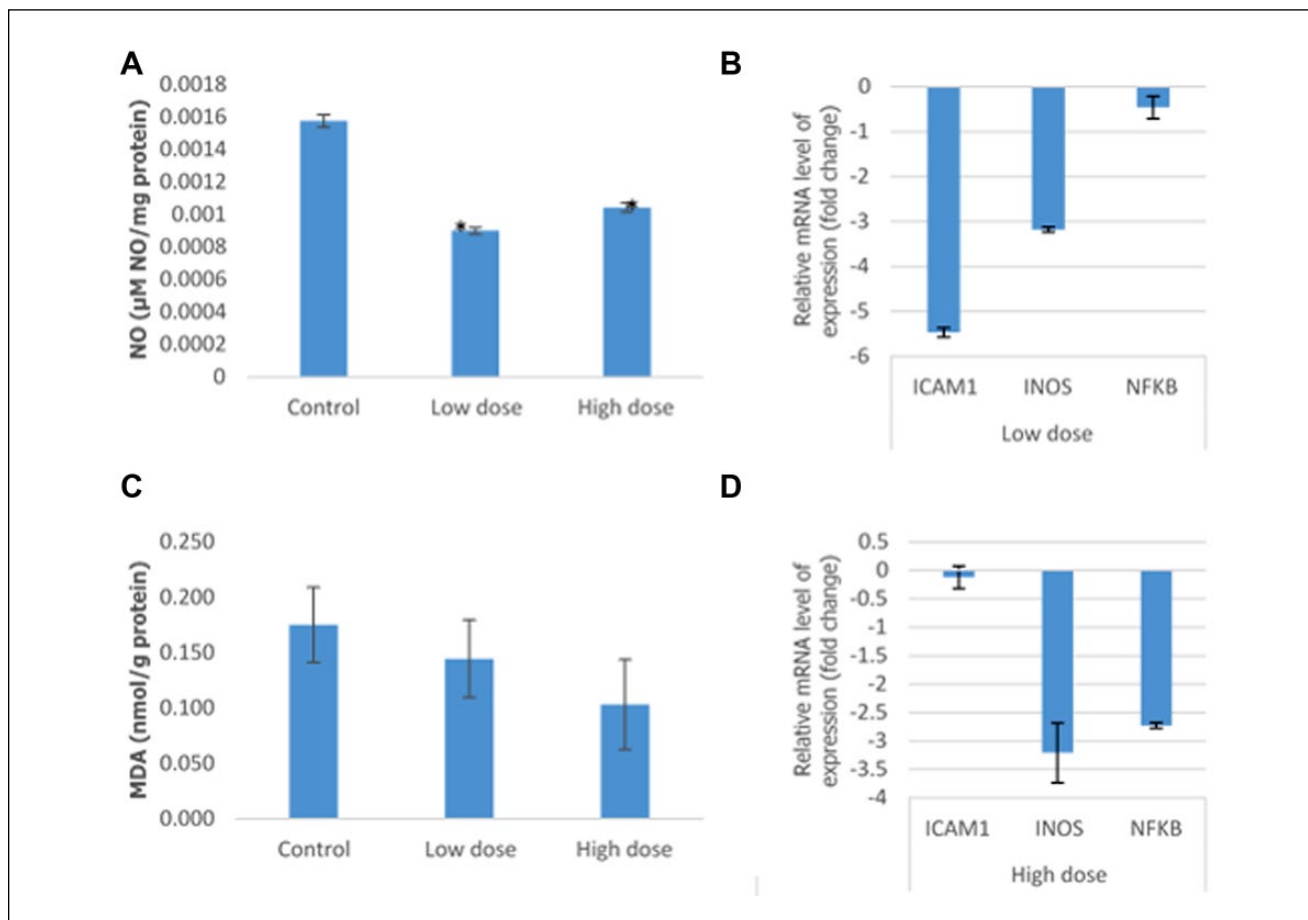 A
NO (µM NO/mg protein)
0.0018
0.0016
0.0014
0.0012
0.001
0.0008
0.0006
0.0004
0.0002
0
Control Low dose High dose
B
Relative mRNA level of
expression (fold change)
0
-1
-2
-3
-4
-5
-6
ICAM1 INOS NFKB
Low dose
C
MDA (nmol/g protein)
0.250
0.200
0.150
0.100
0.050
0.000
Control Low dose High dose
D
Relative mRNA level of
expression (fold change)
0.5
0
-0.5
-1
-1.5
-2
-2.5
-3
-3.5
-4
ICAM1 INOS NFKB
High dose